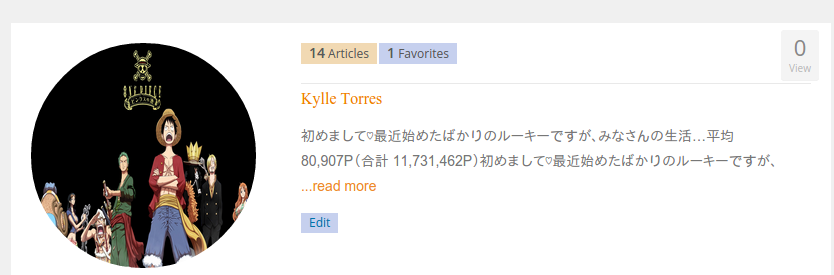 14 Articles 1 Favorites
0
View
ONE PIECE
Kylle Torres
初めまして♡最近始めたばかりのルーキーですが、みなさんの生活…平均
80,907P（合計 11,731,462P）初めまして♡最近始めたばかりのルーキーですが、
...read more
Edit